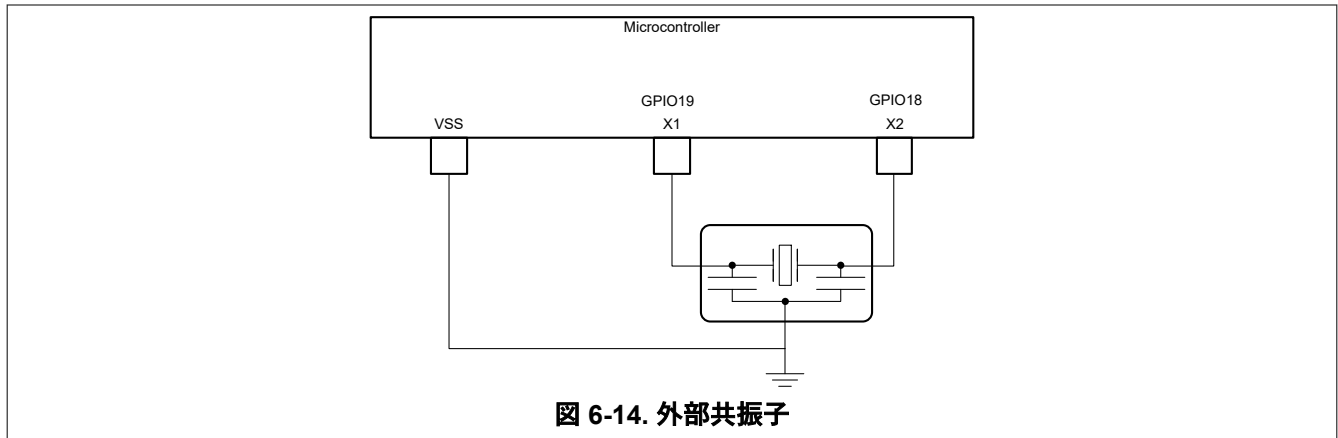 Microcontroller
GPIO19
GPIO18
VSS
X1
X2
図 6-14. 外部共振子